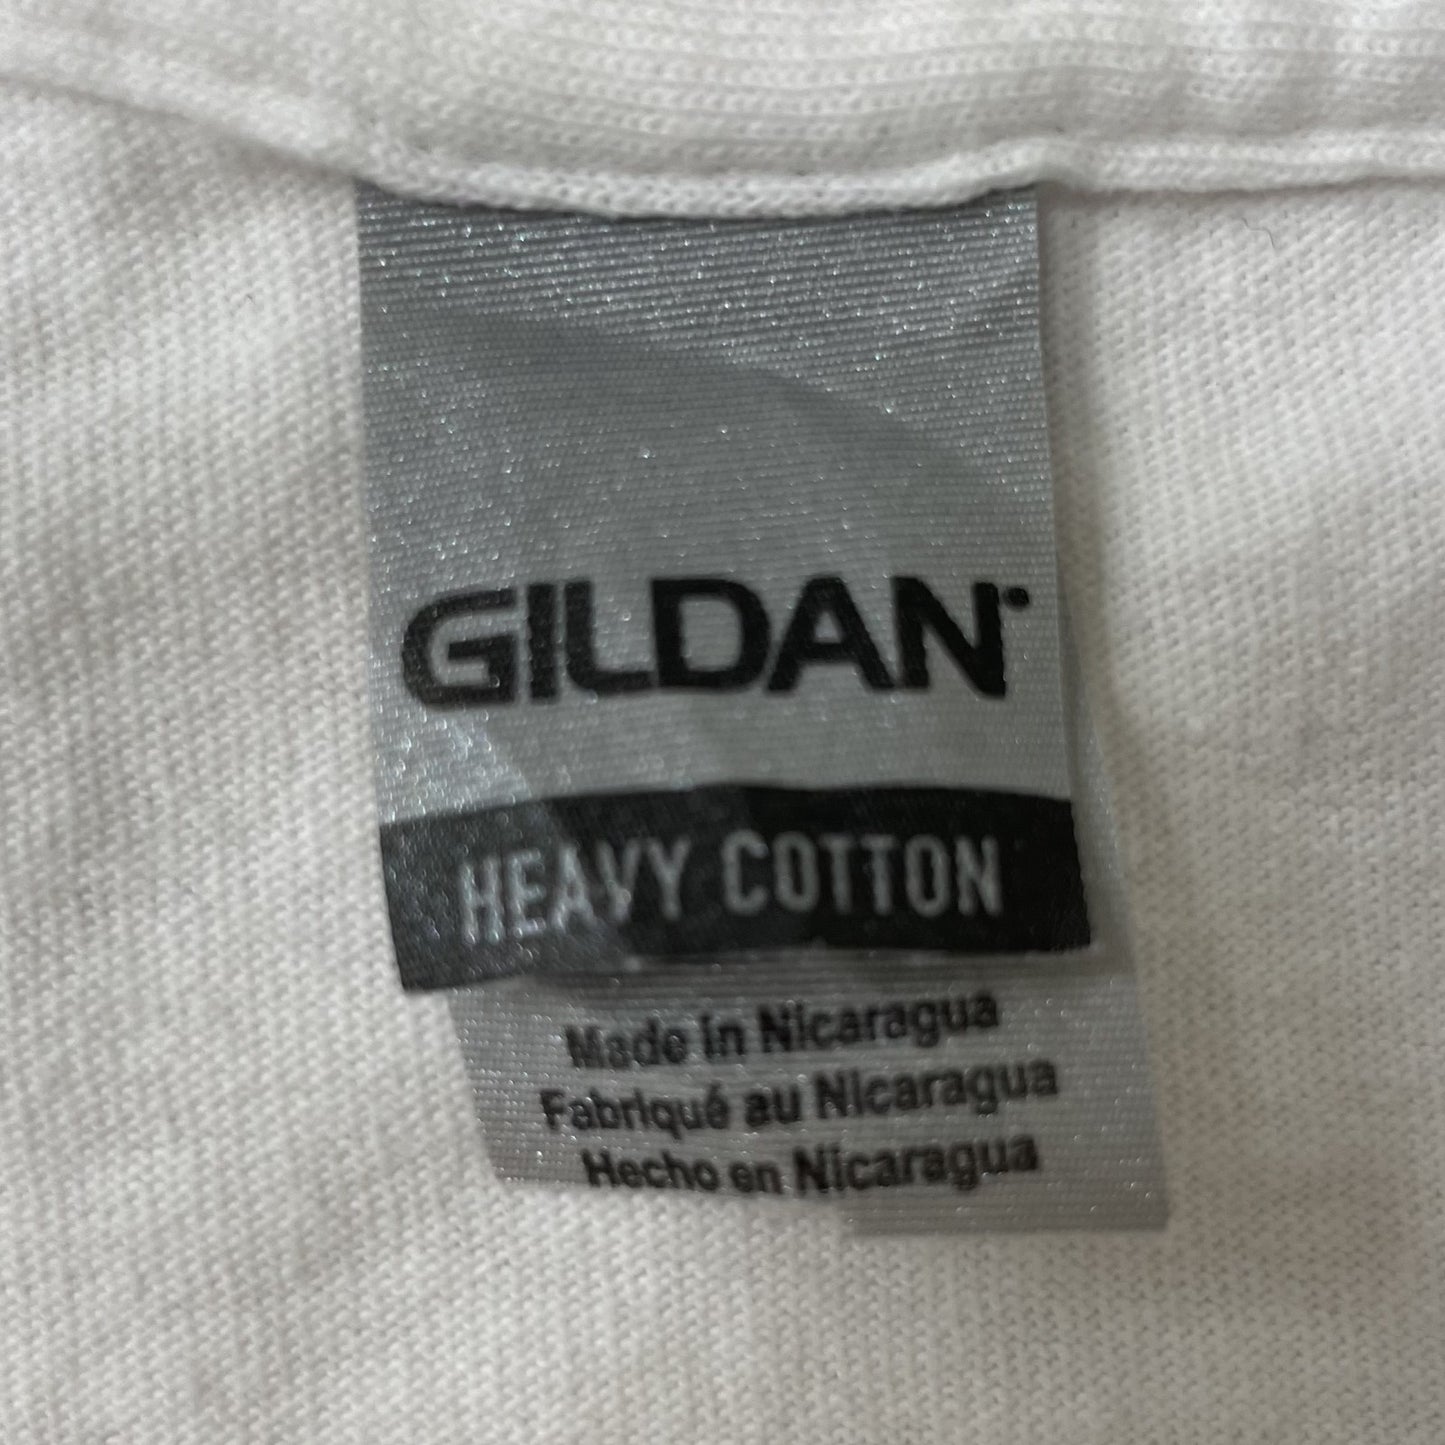 GILDAN
HEAVY COTTON
Made in Nicaragua
Fabriqué au Nicaragua
Hecho en Nicaragua